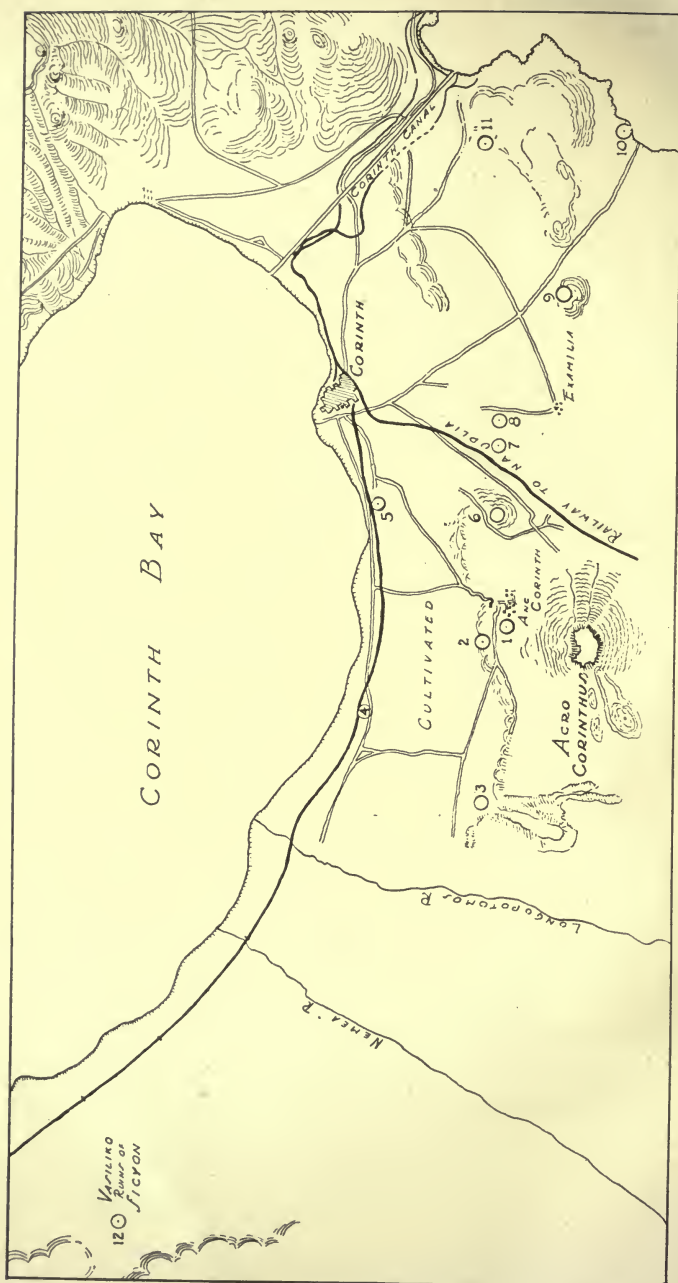 CORINTH BAY
CORINTH CANAL
CORINTH
EXAMILIA
RAILWAY TO NAUPLIA
ANC
CORINTH
CULTIVATED
ACRO
CORINTHUS
LONGOPOTOMOS R
NEMEA R.
VASILIKO
RUINS OF
SICYON
1
2
3
4
5
6
7
8
9
10
11
12